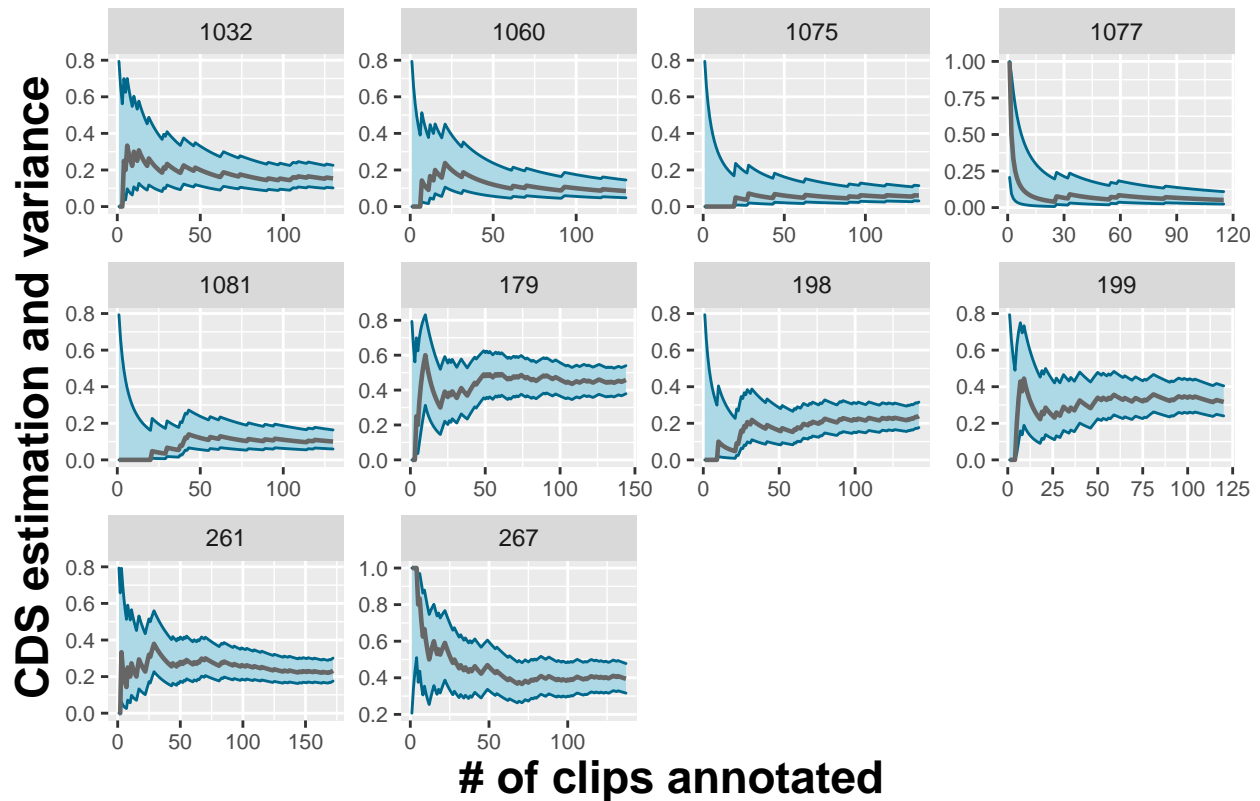 CDS estimation and variance
1032 1060 1075 1077
0.8 0.8 0.8 1.00
0.6 0.6 0.6 0.75
0.4 0.4 0.4 0.50
0.2 0.2 0.2 0.25
0.0 0.0 0.0 0.00
0 50 100 0 50 100 0 50 100 0 30 60 90 120
1081 179 198 199
0.8 0.8 0.8 0.8
0.6 0.6 0.6 0.6
0.4 0.4 0.4 0.4
0.2 0.2 0.2 0.2
0.0 0.0 0.0 0.0
0 50 100 0 50 100 150 0 50 100 0 25 50 75 100 125
261 267
0.8 1.0
0.6 0.8
0.4 0.6
0.2 0.4
0.0 0.2
0 50 100 150 0 50 100
# of clips annotated